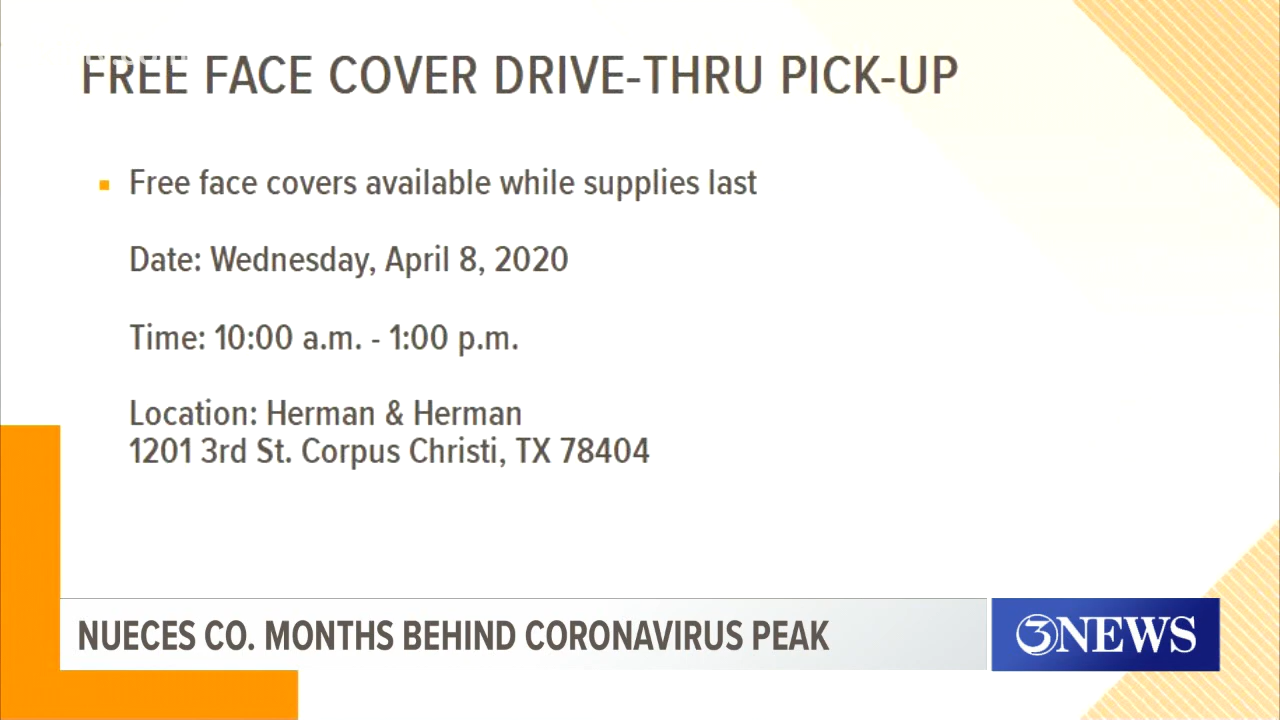 FREE FACE COVER DRIVE-THRU PICK-UP
Free face covers available while supplies last
Date: Wednesday, April 8, 2020
Time: 10:00 a.m. - 1:00 p.m.
Location: Herman & Herman
1201 3rd St. Corpus Christi, TX 78404
NUECES CO. MONTHS BEHIND CORONAVIRUS PEAK
3NEWS